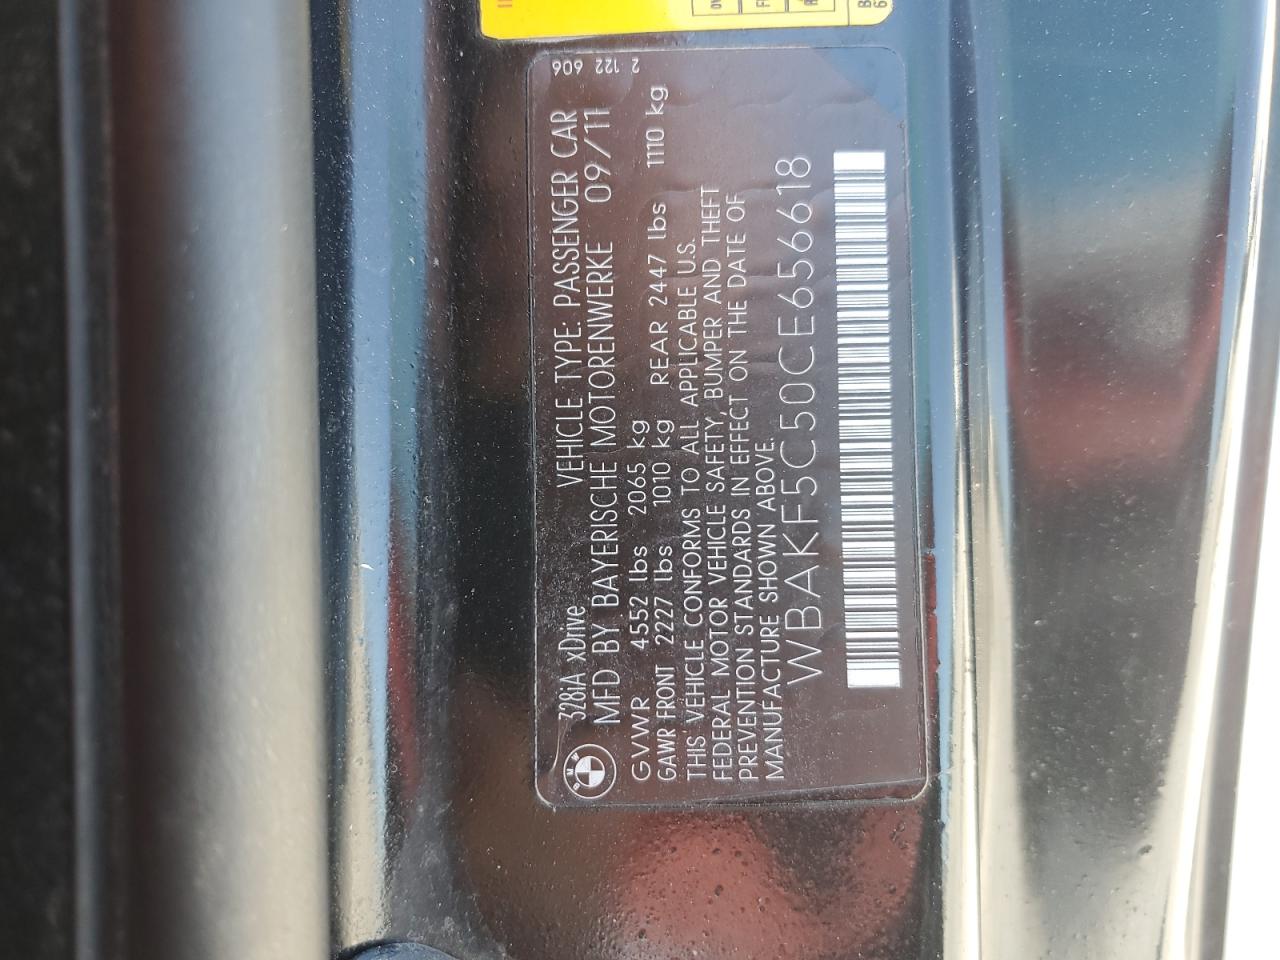 328iA xDrive VEHICLE TYPE: PASSENGER CAR
MFD BY BAYERISCHE MOTORENWERKE 09/11
GVWR 4552 lbs 2065 kg
GAWR FRONT 2227 lbs 1010 kg REAR 2447 lbs 1110 kg
THIS VEHICLE CONFORMS TO ALL APPLICABLE U.S.
FEDERAL MOTOR VEHICLE SAFETY, BUMPER AND THEFT
PREVENTION STANDARDS IN EFFECT ON THE DATE OF
MANUFACTURE SHOWN ABOVE.
WBAKF5C50CE656618
2 122 606
BMW